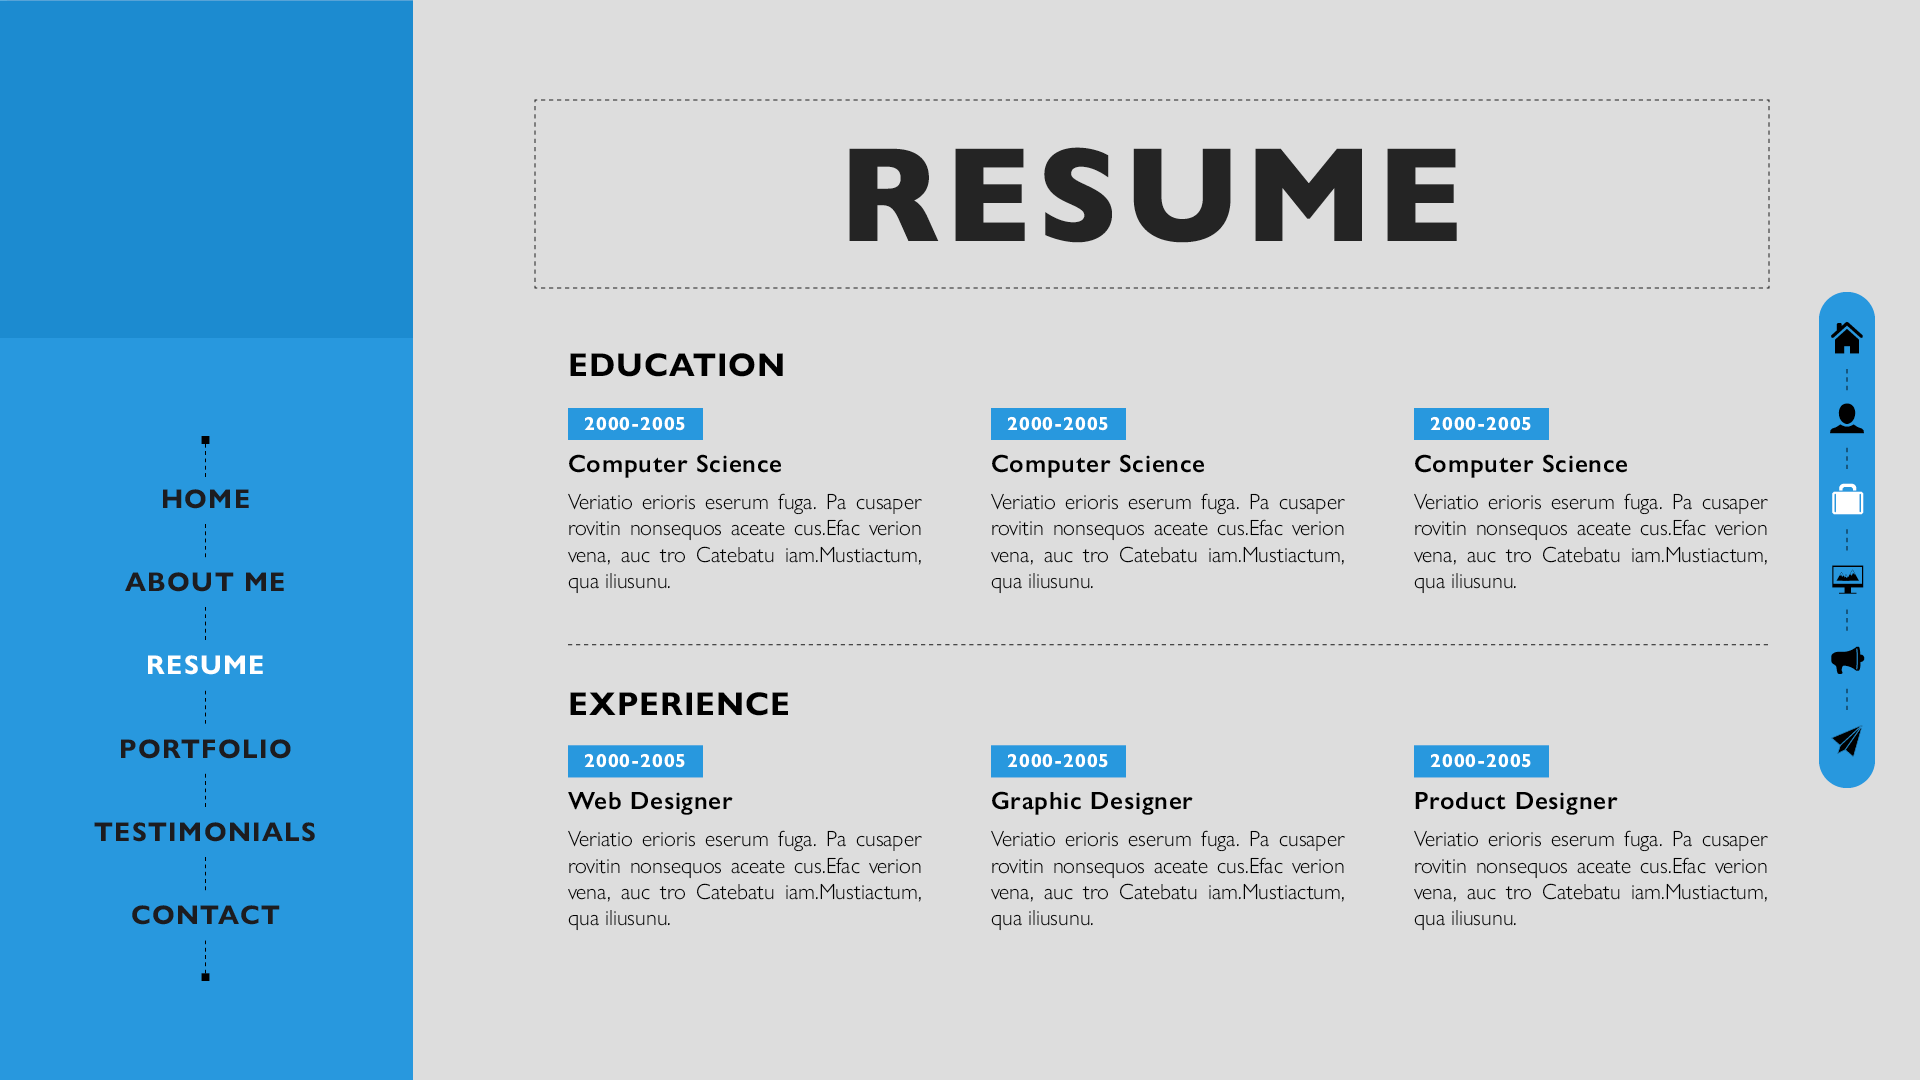 HOME
ABOUT ME
RESUME
PORTFOLIO
TESTIMONIALS
CONTACT
RESUME
EDUCATION
2000-2005
Computer Science
Veriatio erioris eserum fuga. Pa cusaper
rovitin nonsequos aceate cus.Efac verion
vena, auc tro Catebatu iam.Mustiactum,
qua iliusunu.
2000-2005
Computer Science
Veriatio erioris eserum fuga. Pa cusaper
rovitin nonsequos aceate cus.Efac verion
vena, auc tro Catebatu iam.Mustiactum,
qua iliusunu.
2000-2005
Computer Science
Veriatio erioris eserum fuga. Pa cusaper
rovitin nonsequos aceate cus.Efac verion
vena, auc tro Catebatu iam.Mustiactum,
qua iliusunu.
EXPERIENCE
2000-2005
Web Designer
Veriatio erioris eserum fuga. Pa cusaper
rovitin nonsequos aceate cus.Efac verion
vena, auc tro Catebatu iam.Mustiactum,
qua iliusunu.
2000-2005
Graphic Designer
Veriatio erioris eserum fuga. Pa cusaper
rovitin nonsequos aceate cus.Efac verion
vena, auc tro Catebatu iam.Mustiactum,
qua iliusunu.
2000-2005
Product Designer
Veriatio erioris eserum fuga. Pa cusaper
rovitin nonsequos aceate cus.Efac verion
vena, auc tro Catebatu iam.Mustiactum,
qua iliusunu.